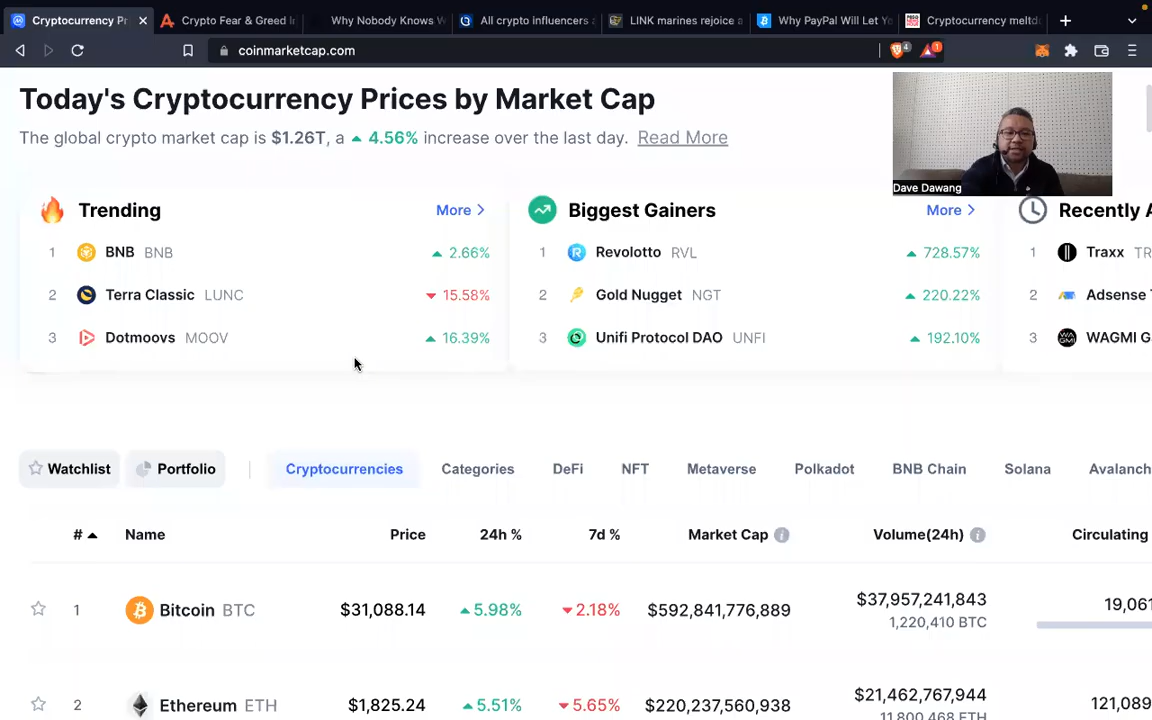 Cryptocurrency Pr
Crypto Fear & Greed I
Why Nobody Knows W
All crypto influencers
LINK marines rejoice a
Why PayPal Will Let Yo
Cryptocurrency meltd
coinmarketcap.com
4
1
Today's Cryptocurrency Prices by Market Cap
The global crypto market cap is $1.26T, a 4.56% increase over the last day. Read More
Dave Dawang
Trending More
1 BNB BNB 2.66%
2 Terra Classic LUNC 15.58%
3 Dotmoovs MOOV 16.39%
Biggest Gainers More
1 Revolotto RVL 728.57%
2 Gold Nugget NGT 220.22%
3 Unifi Protocol DAO UNFI 192.10%
Recently A
1 Traxx TR
2 Adsense T
3 WAGMI G
Watchlist Portfolio Cryptocurrencies Categories DeFi NFT Metaverse Polkadot BNB Chain Solana Avalanch
# Name Price 24h % 7d % Market Cap Volume(24h) Circulating
1 Bitcoin BTC $31,088.14 5.98% 2.18% $592,841,776,889 $37,957,241,843 19,061
1,220,410 BTC
2 Ethereum ETH $1,825.24 5.51% 5.65% $220,237,560,938 $21,462,767,944 121,089
11,800,468 ETH